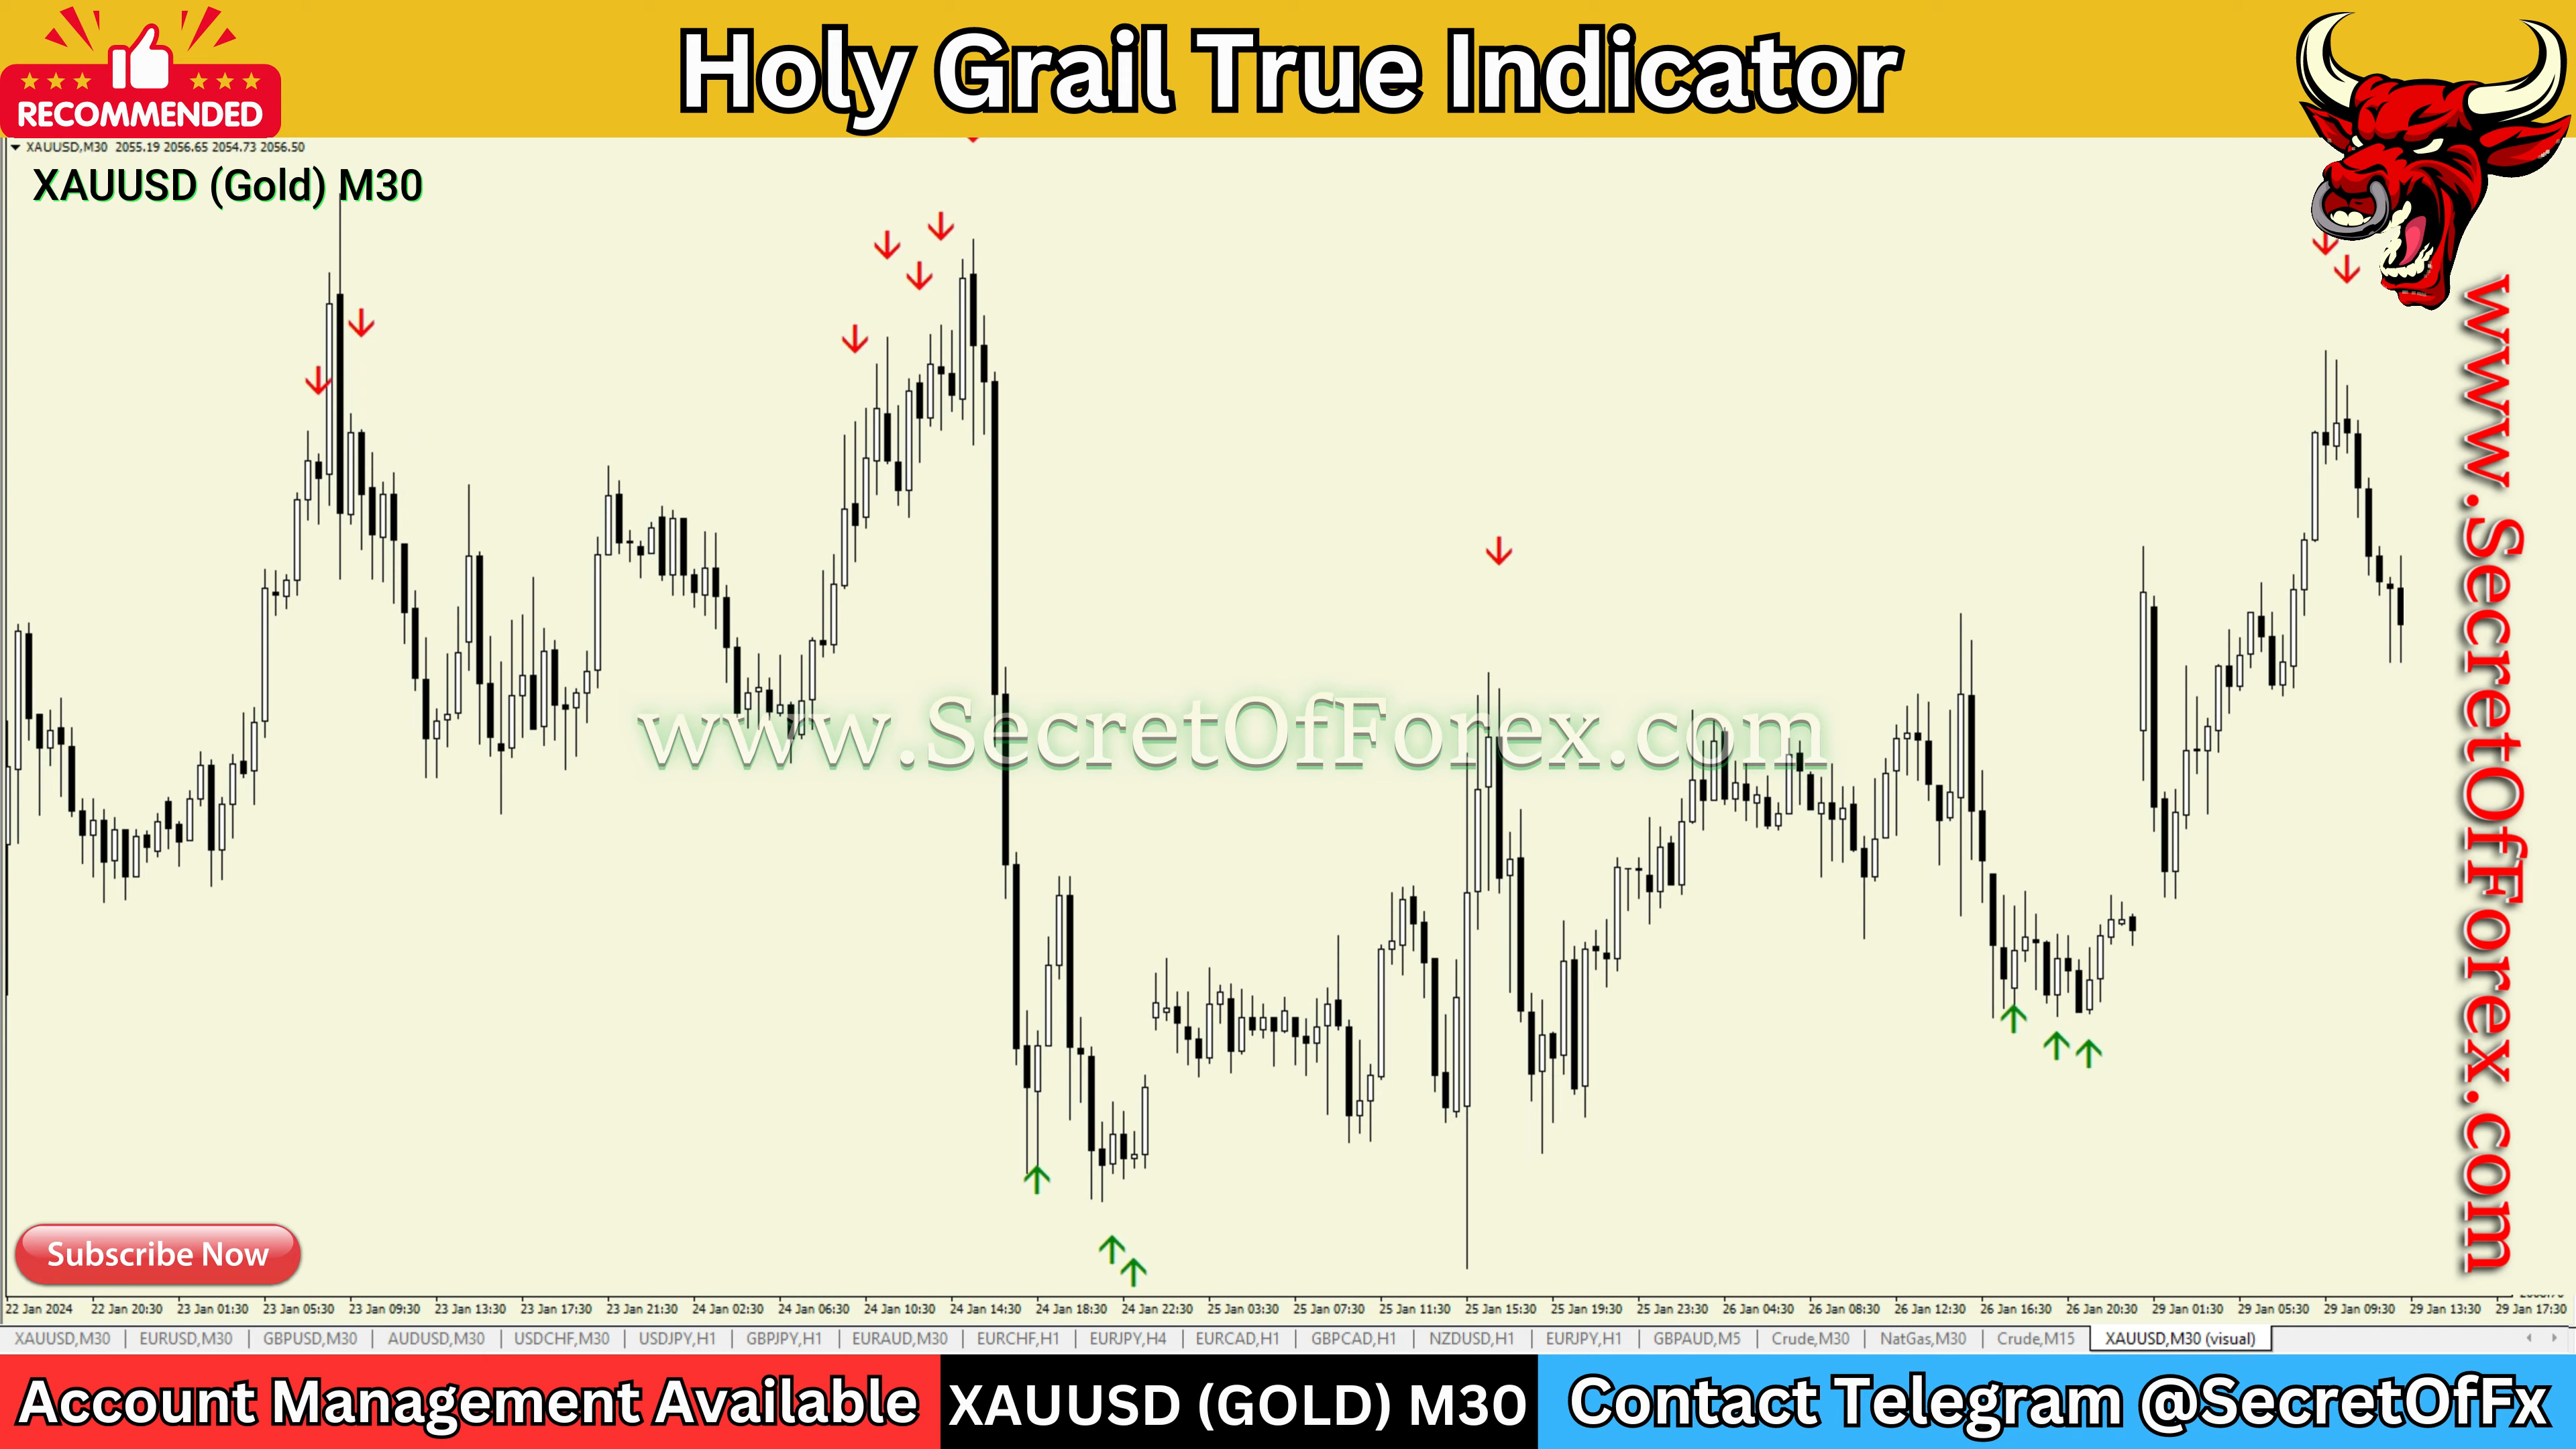 RECOMMENDED
Holy Grail True Indicator
XAUUSD,M30 2055.19 2056.65 2054.73 2056.50
XAUUSD (Gold) M30
www.SecretOfForex.com
www.SecretOfForex.com
Subscribe Now
22 Jan 2024 22 Jan 20:30 23 Jan 01:30 23 Jan 05:30 23 Jan 09:30 23 Jan 13:30 23 Jan 17:30 23 Jan 21:30 24 Jan 02:30 24 Jan 06:30 24 Jan 10:30 24 Jan 14:30 24 Jan 18:30 24 Jan 22:30 25 Jan 03:30 25 Jan 07:30 25 Jan 11:30 25 Jan 15:30 25 Jan 19:30 25 Jan 23:30 26 Jan 04:30 26 Jan 08:30 26 Jan 12:30 26 Jan 16:30 26 Jan 20:30 29 Jan 01:30 29 Jan 05:30 29 Jan 09:30 29 Jan 13:30 29 Jan 17:30
XAUUSD,M30 | EURUSD,M30 | GBPUSD,M30 | AUDUSD,M30 | USDCHF,M30 | USDJPY,H1 | GBPJPY,H1 | EURAUD,M30 | EURCHF,H1 | EURJPY,H4 | EURCAD,H1 | GBPCAD,H1 | NZDUSD,H1 | EURJPY,H1 | GBPAUD,M5 | Crude,M30 | NatGas,M30 | Crude,M15 XAUUSD,M30 (visual)
Account Management Available XAUUSD (GOLD) M30 Contact Telegram @SecretOfFx